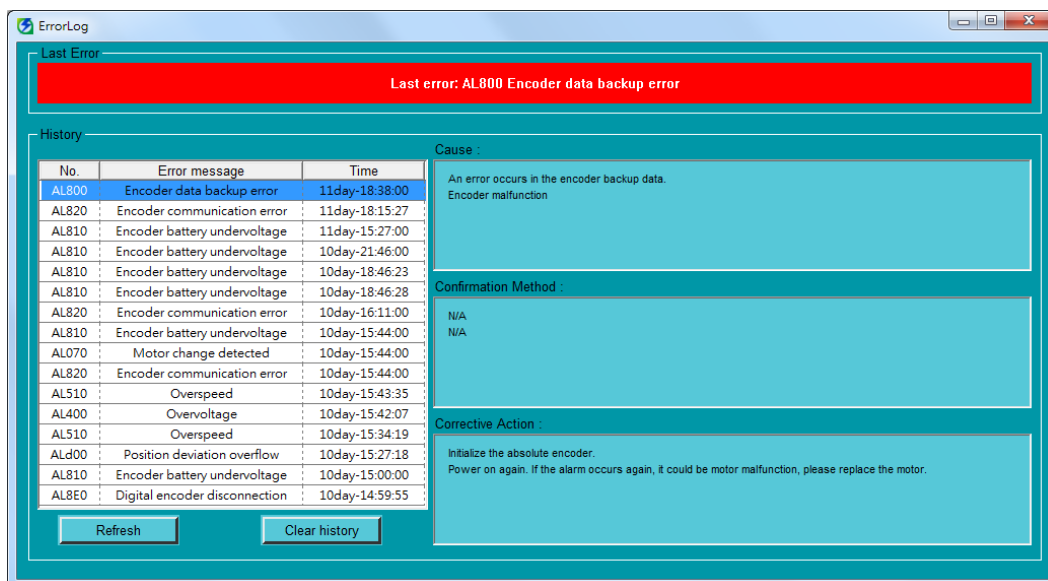 ErrorLog
Last Error
Last error: AL800 Encoder data backup error
History
No. Error message Time
AL800 Encoder data backup error 11day-18:38:00
AL820 Encoder communication error 11day-18:15:27
AL810 Encoder battery undervoltage 11day-15:27:00
AL810 Encoder battery undervoltage 10day-21:46:00
AL810 Encoder battery undervoltage 10day-18:46:23
AL810 Encoder battery undervoltage 10day-18:46:28
AL820 Encoder communication error 10day-16:11:00
AL810 Encoder battery undervoltage 10day-15:44:00
AL070 Motor change detected 10day-15:44:00
AL820 Encoder communication error 10day-15:44:00
AL510 Overspeed 10day-15:43:35
AL400 Overvoltage 10day-15:42:07
AL510 Overspeed 10day-15:34:19
ALd00 Position deviation overflow 10day-15:27:18
AL810 Encoder battery undervoltage 10day-15:00:00
AL8E0 Digital encoder disconnection 10day-14:59:55
Refresh Clear history
Cause :
An error occurs in the encoder backup data.
Encoder malfunction
Confirmation Method :
N/A
N/A
Corrective Action :
Initialize the absolute encoder.
Power on again. If the alarm occurs again, it could be motor malfunction, please replace the motor.